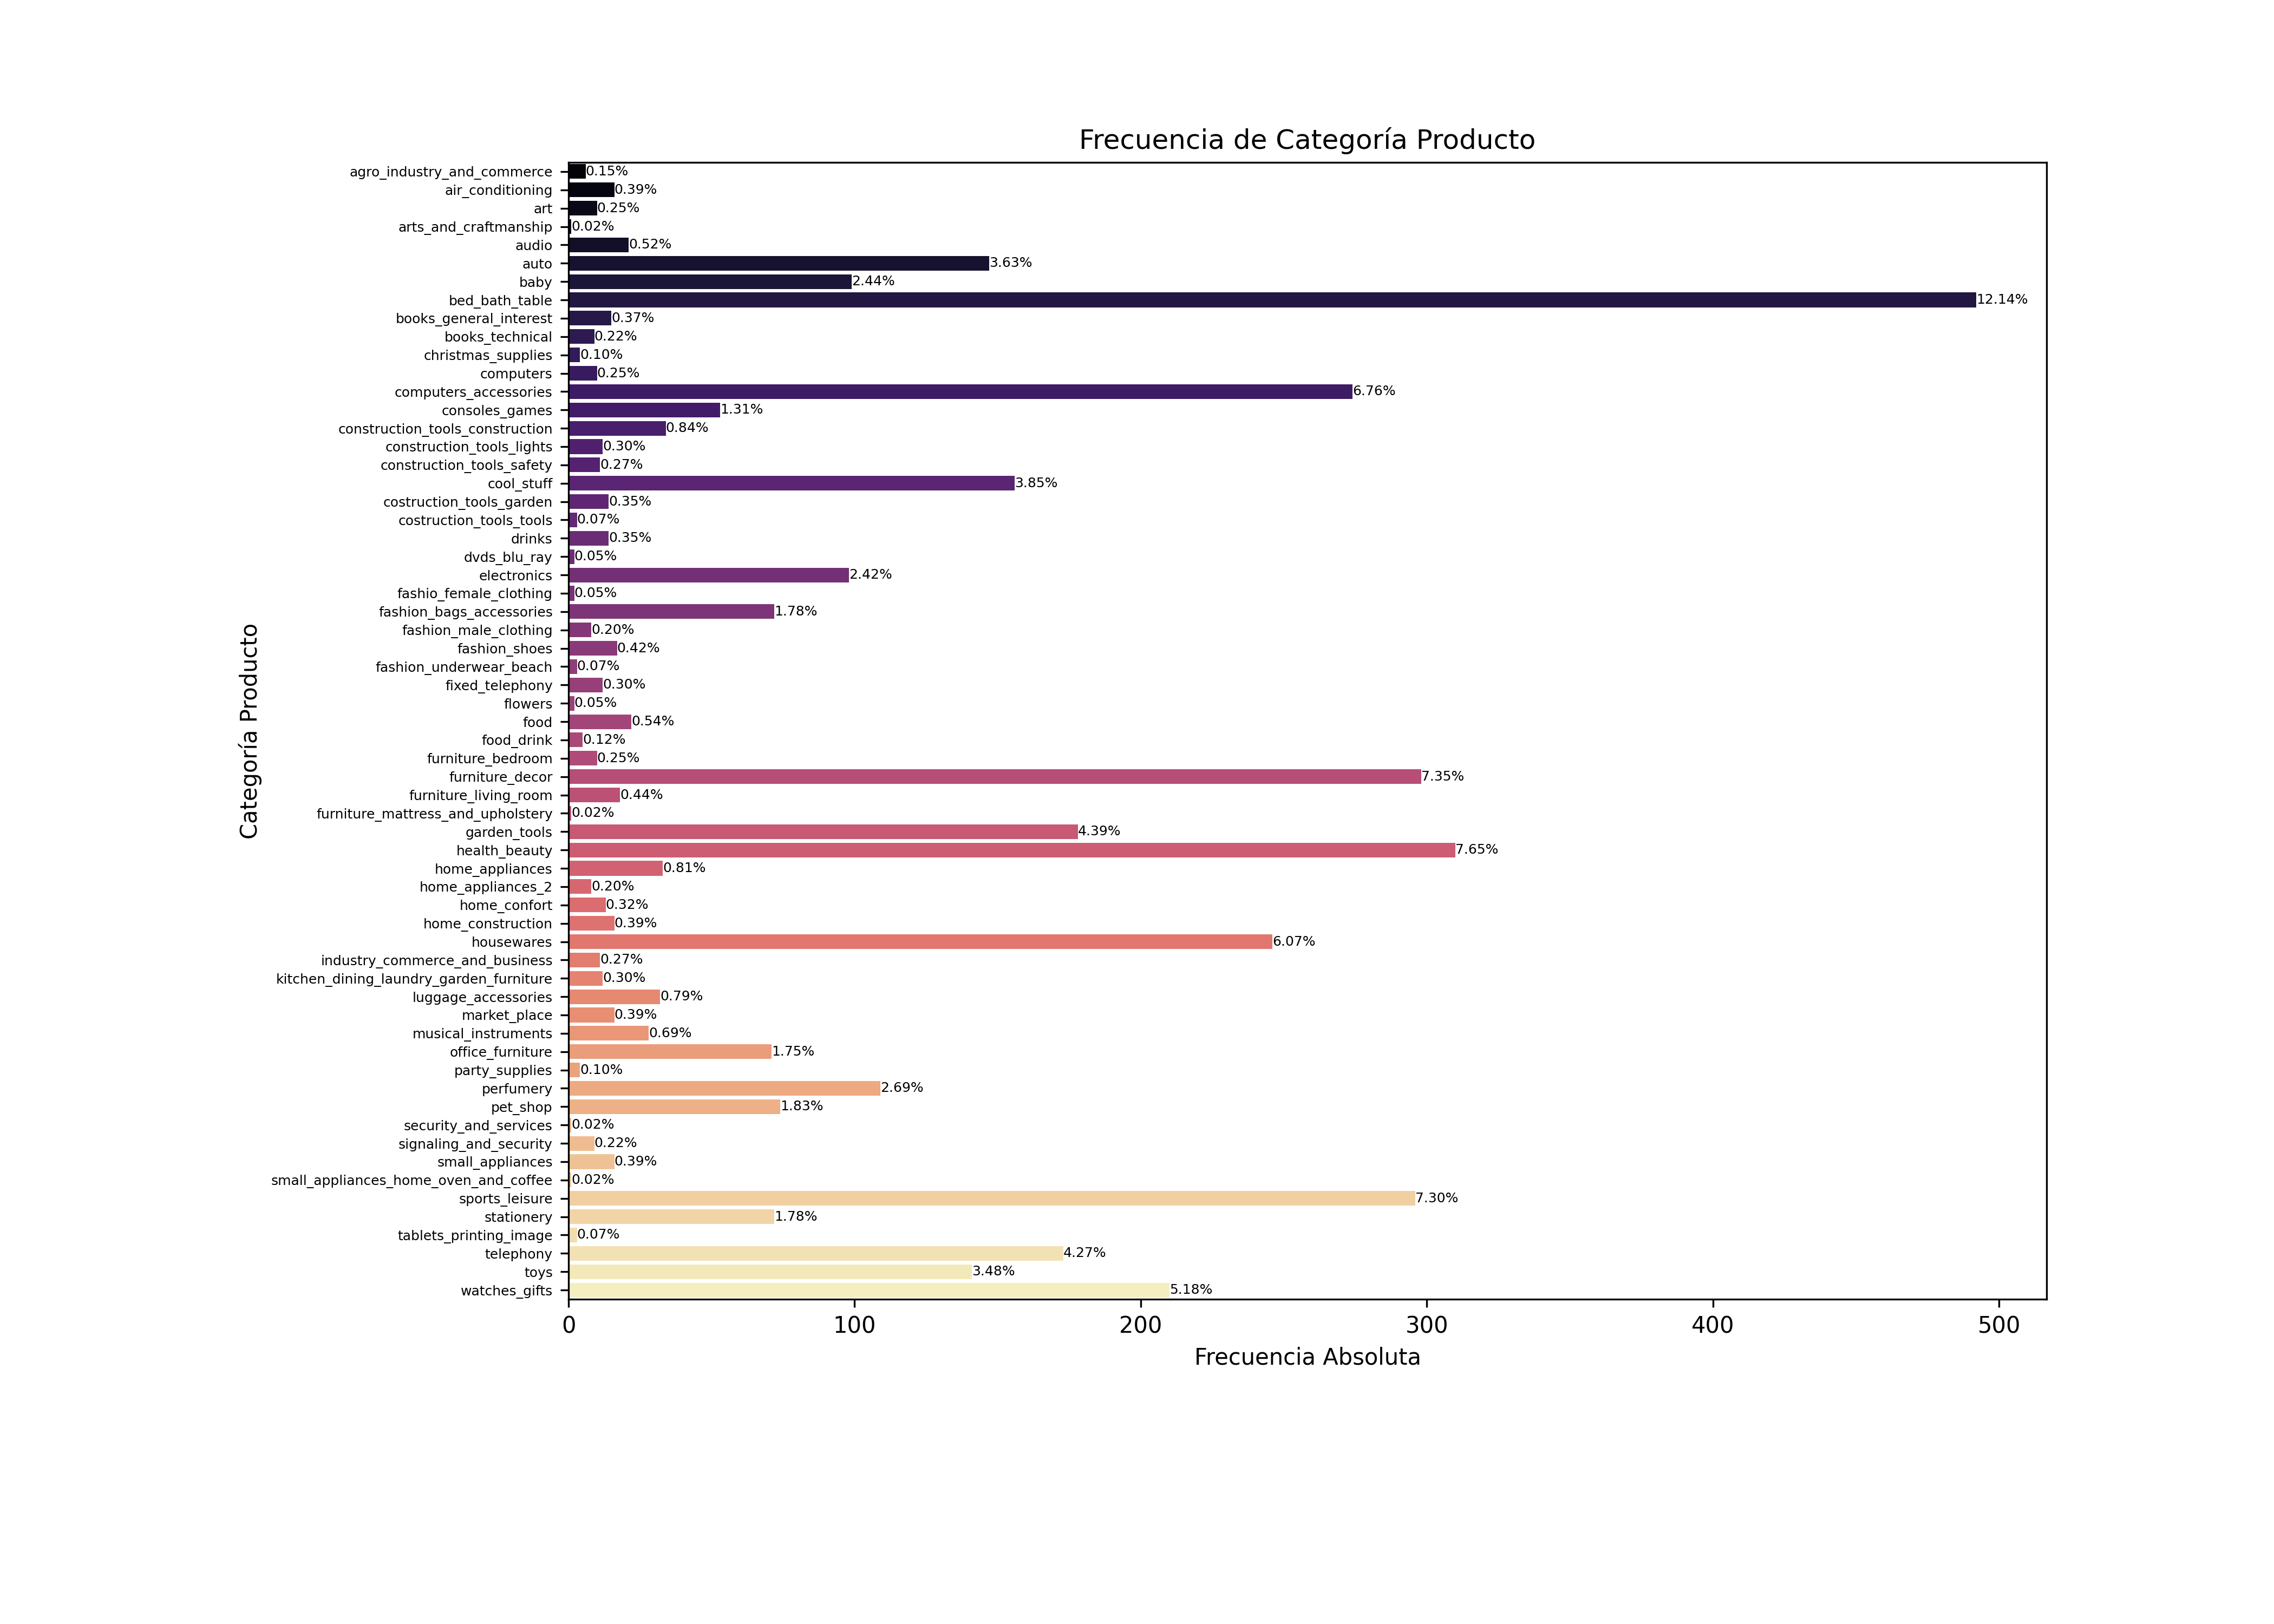 Frecuencia de Categoría Producto
agro_industry_and_commerce 0.15%
air_conditioning 0.39%
art 0.25%
arts_and_craftmanship 0.02%
audio 0.52%
auto 3.63%
baby 2.44%
bed_bath_table 12.14%
books_general_interest 0.37%
books_technical 0.22%
christmas_supplies 0.10%
computers 0.25%
computers_accessories 6.76%
consoles_games 1.31%
construction_tools_construction 0.84%
construction_tools_lights 0.30%
construction_tools_safety 0.27%
cool_stuff 3.85%
costruction_tools_garden 0.35%
costruction_tools_tools 0.07%
drinks 0.35%
dvds_blu_ray 0.05%
electronics 2.42%
fashio_female_clothing 0.05%
fashion_bags_accessories 1.78%
fashion_male_clothing 0.20%
fashion_shoes 0.42%
fashion_underwear_beach 0.07%
fixed_telephony 0.30%
flowers 0.05%
food 0.54%
food_drink 0.12%
furniture_bedroom 0.25%
furniture_decor 7.35%
furniture_living_room 0.44%
furniture_mattress_and_upholstery 0.02%
garden_tools 4.39%
health_beauty 7.65%
home_appliances 0.81%
home_appliances_2 0.20%
home_confort 0.32%
home_construction 0.39%
housewares 6.07%
industry_commerce_and_business 0.27%
kitchen_dining_laundry_garden_furniture 0.30%
luggage_accessories 0.79%
market_place 0.39%
musical_instruments 0.69%
office_furniture 1.75%
party_supplies 0.10%
perfumery 2.69%
pet_shop 1.83%
security_and_services 0.02%
signaling_and_security 0.22%
small_appliances 0.39%
small_appliances_home_oven_and_coffee 0.02%
sports_leisure 7.30%
stationery 1.78%
tablets_printing_image 0.07%
telephony 4.27%
toys 3.48%
watches_gifts 5.18%
Categoría Producto
0 100 200 300 400 500
Frecuencia Absoluta